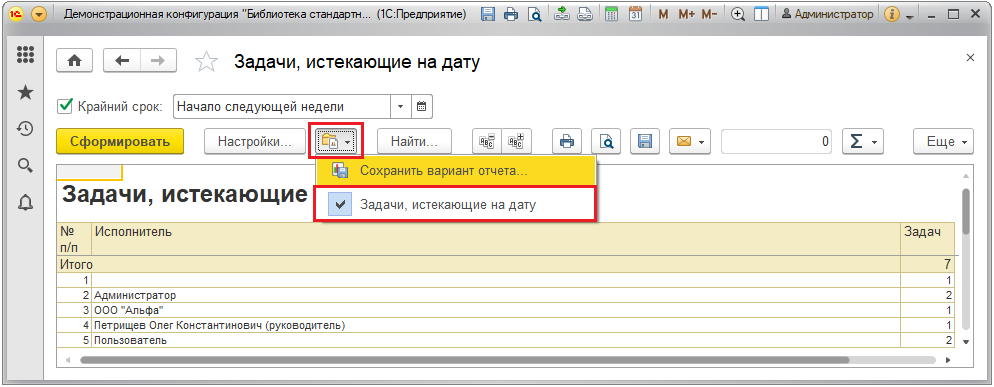 Демонстрационная конфигурация "Библиотека стандартн... (1С:Предприятие)
31 M M+ M- Администратор
Задачи, истекающие на дату
Крайний срок: Начало следующей недели
Сформировать Настройки... Найти... 0 Σ Еще
Сохранить вариант отчета...
Задачи, истекающие на дату
Задачи, истекающие
№ п/п Исполнитель Задач
Итого 7
1 1
2 Администратор 2
3 ООО "Альфа" 1
4 Петрищев Олег Константинович (руководитель) 1
5 Пользователь 2